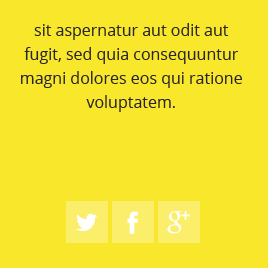 sit aspernatur aut odit aut
fugit, sed quia consequuntur
magni dolores eos qui ratione
voluptatem.